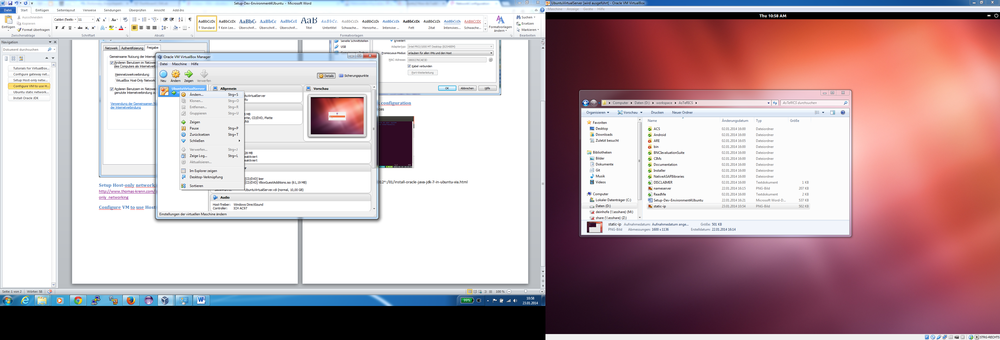 Setup-Dev-Environment4Ubuntu - Microsoft Word
Datei Start Einfügen Seitenlayout Verweise Sendungen Überprüfen Ansicht Add-Ins
Einfügen
Ausschneiden
Kopieren
Format übertragen
Zwischenablage
Calibri (Textk 11
F K U abc
Schriftart
Absatz
AaBbCcDc AaBbCcDc AaBbC AaBbCc AaBbCcI AaB AaBbCc. AaBbCcDc AaBbCcDc AaBbCcDc AaBbCcDc AaBbCcDc AaBbCcDc AABBCCDD
¶ Standard ¶ Kein Lee... Überschrif... Überschrif... Überschrif... Titel Untertitel Schwache... Hervorhe... Intensive ... Fett Zitat Intensives... Schwache...
Formatvorlagen
Formatvorlagen ändern
Suchen
Ersetzen
Markieren
Bearbeiten
Navigation
Dokument durchsuchen
Tutorials for VirtualBox...
Configure gateway net...
Setup Host-only netw...
Configure VM to use H...
Ubuntu static network...
Install Oracle JDK
Netzwerk Authentifizierung Freigabe
Gemeinsame Nutzung der Internet
Anderen Benutzern im Netzwe
des Computers als Internetverb
Heimnetzwerkverbindung:
VirtualBox Host-Only Network
Anderen Benutzern im Netzwe
genutzte Internetverbindung zu
Verwendung der Gemeinsamen N
der Internetverbindung
Setup Host-only network
http://www.thomas-krenn.com/
only_networking
Configure VM to use Host
Oracle VM VirtualBox Manager
Datei Maschine Hilfe
Neu Ändern Zeigen Verwerfen
Details Sicherungspunkte
UbuntuVirtualServer
Ändern... Strg+S
Klonen... Strg+O
Entfernen... Strg+R
Gruppieren Strg+U
Zeigen
Pause Strg+P
Zurücksetzen Strg+T
Schließen
Verwerfen... Strg+J
Zeige Log... Strg+L
Aktualisieren...
Im Explorer zeigen
Desktop-Verknüpfung
Sortieren
Allgemein
tuVirtualServer
tu
MB
ette, CD/DVD, Platte
/NX
Vorschau
28 MB
eaktiviert
eaktiviert
er
[CD/DVD] leer
[CD/DVD] VBoxGuestAdditions.iso (61,19 MB)
UbuntuVirtualServer.vdi (normal, 10,00 GB)
Audio
Host-Treiber: Windows DirectSound
Controller: ICH AC97
Einstellungen der virtuellen Maschine ändern
Serielle Schnittstellen
USB
Erweitert
Adaptertyp: Intel PRO/1000 MT Desktop (82540EM)
Promiscuous-Modus: erlauben für allen VMs und den Host
MAC-Adresse: 0800276CAE3D
Kabel verbunden
Port-Weiterleitung
OK Abbrechen Hilfe
configuration
ces
012^:/01/install-oracle-java-jdk-7-in-ubuntu-via.html
Seite: 1 von 2 Wörter: 58
100 %
99%
10:58
23.01.2014
UbuntuVirtualServer [wird ausgeführt] - Oracle VM VirtualBox
Maschine Anzeige Geräte Hilfe
Thu 10:58 AM
Computer Daten (D:) workspace AsTeRICS
AsTeRICS durchsuchen
Organisieren Vorschau Drucken Neuer Ordner
Favoriten
Desktop
Downloads
Zuletzt besucht
Bibliotheken
Bilder
Dokumente
Git
Musik
Videos
Computer
Lokaler Datenträger (C:)
Daten (D:)
deinhofe (\\esshare) (M:)
share (\\esshare) (Z:)
Name Änderungsdatum Typ Größe
ACS 02.01.2014 16:00 Dateiordner
Android 02.01.2014 16:00 Dateiordner
ARE 02.01.2014 16:05 Dateiordner
bin 02.01.2014 16:00 Dateiordner
BNCIevaluationSuite 02.01.2014 16:00 Dateiordner
CIMs 02.01.2014 16:00 Dateiordner
Documentation 02.01.2014 16:00 Dateiordner
Installer 02.01.2014 16:00 Dateiordner
NativeASAPIlibraries 02.01.2014 16:00 Dateiordner
DISCLAIMER 02.01.2014 16:00 Textdokument 1 KB
nameserver 22.01.2014 16:15 PNG-Bild 207 KB
ReadMe 02.01.2014 16:00 Textdokument 2 KB
Setup-Dev-Environment4Ubuntu 22.01.2014 16:21 Microsoft Word-D... 537 KB
static-ip 23.01.2014 10:54 PNG-Bild 502 KB
static-ip Aufnahmedatum: Aufnahmedatum ange... Größe: 501 KB
PNG-Bild Abmessungen: 1600 x 1136 Erstelldatum: 22.01.2014 16:14
STRG-RECHTS